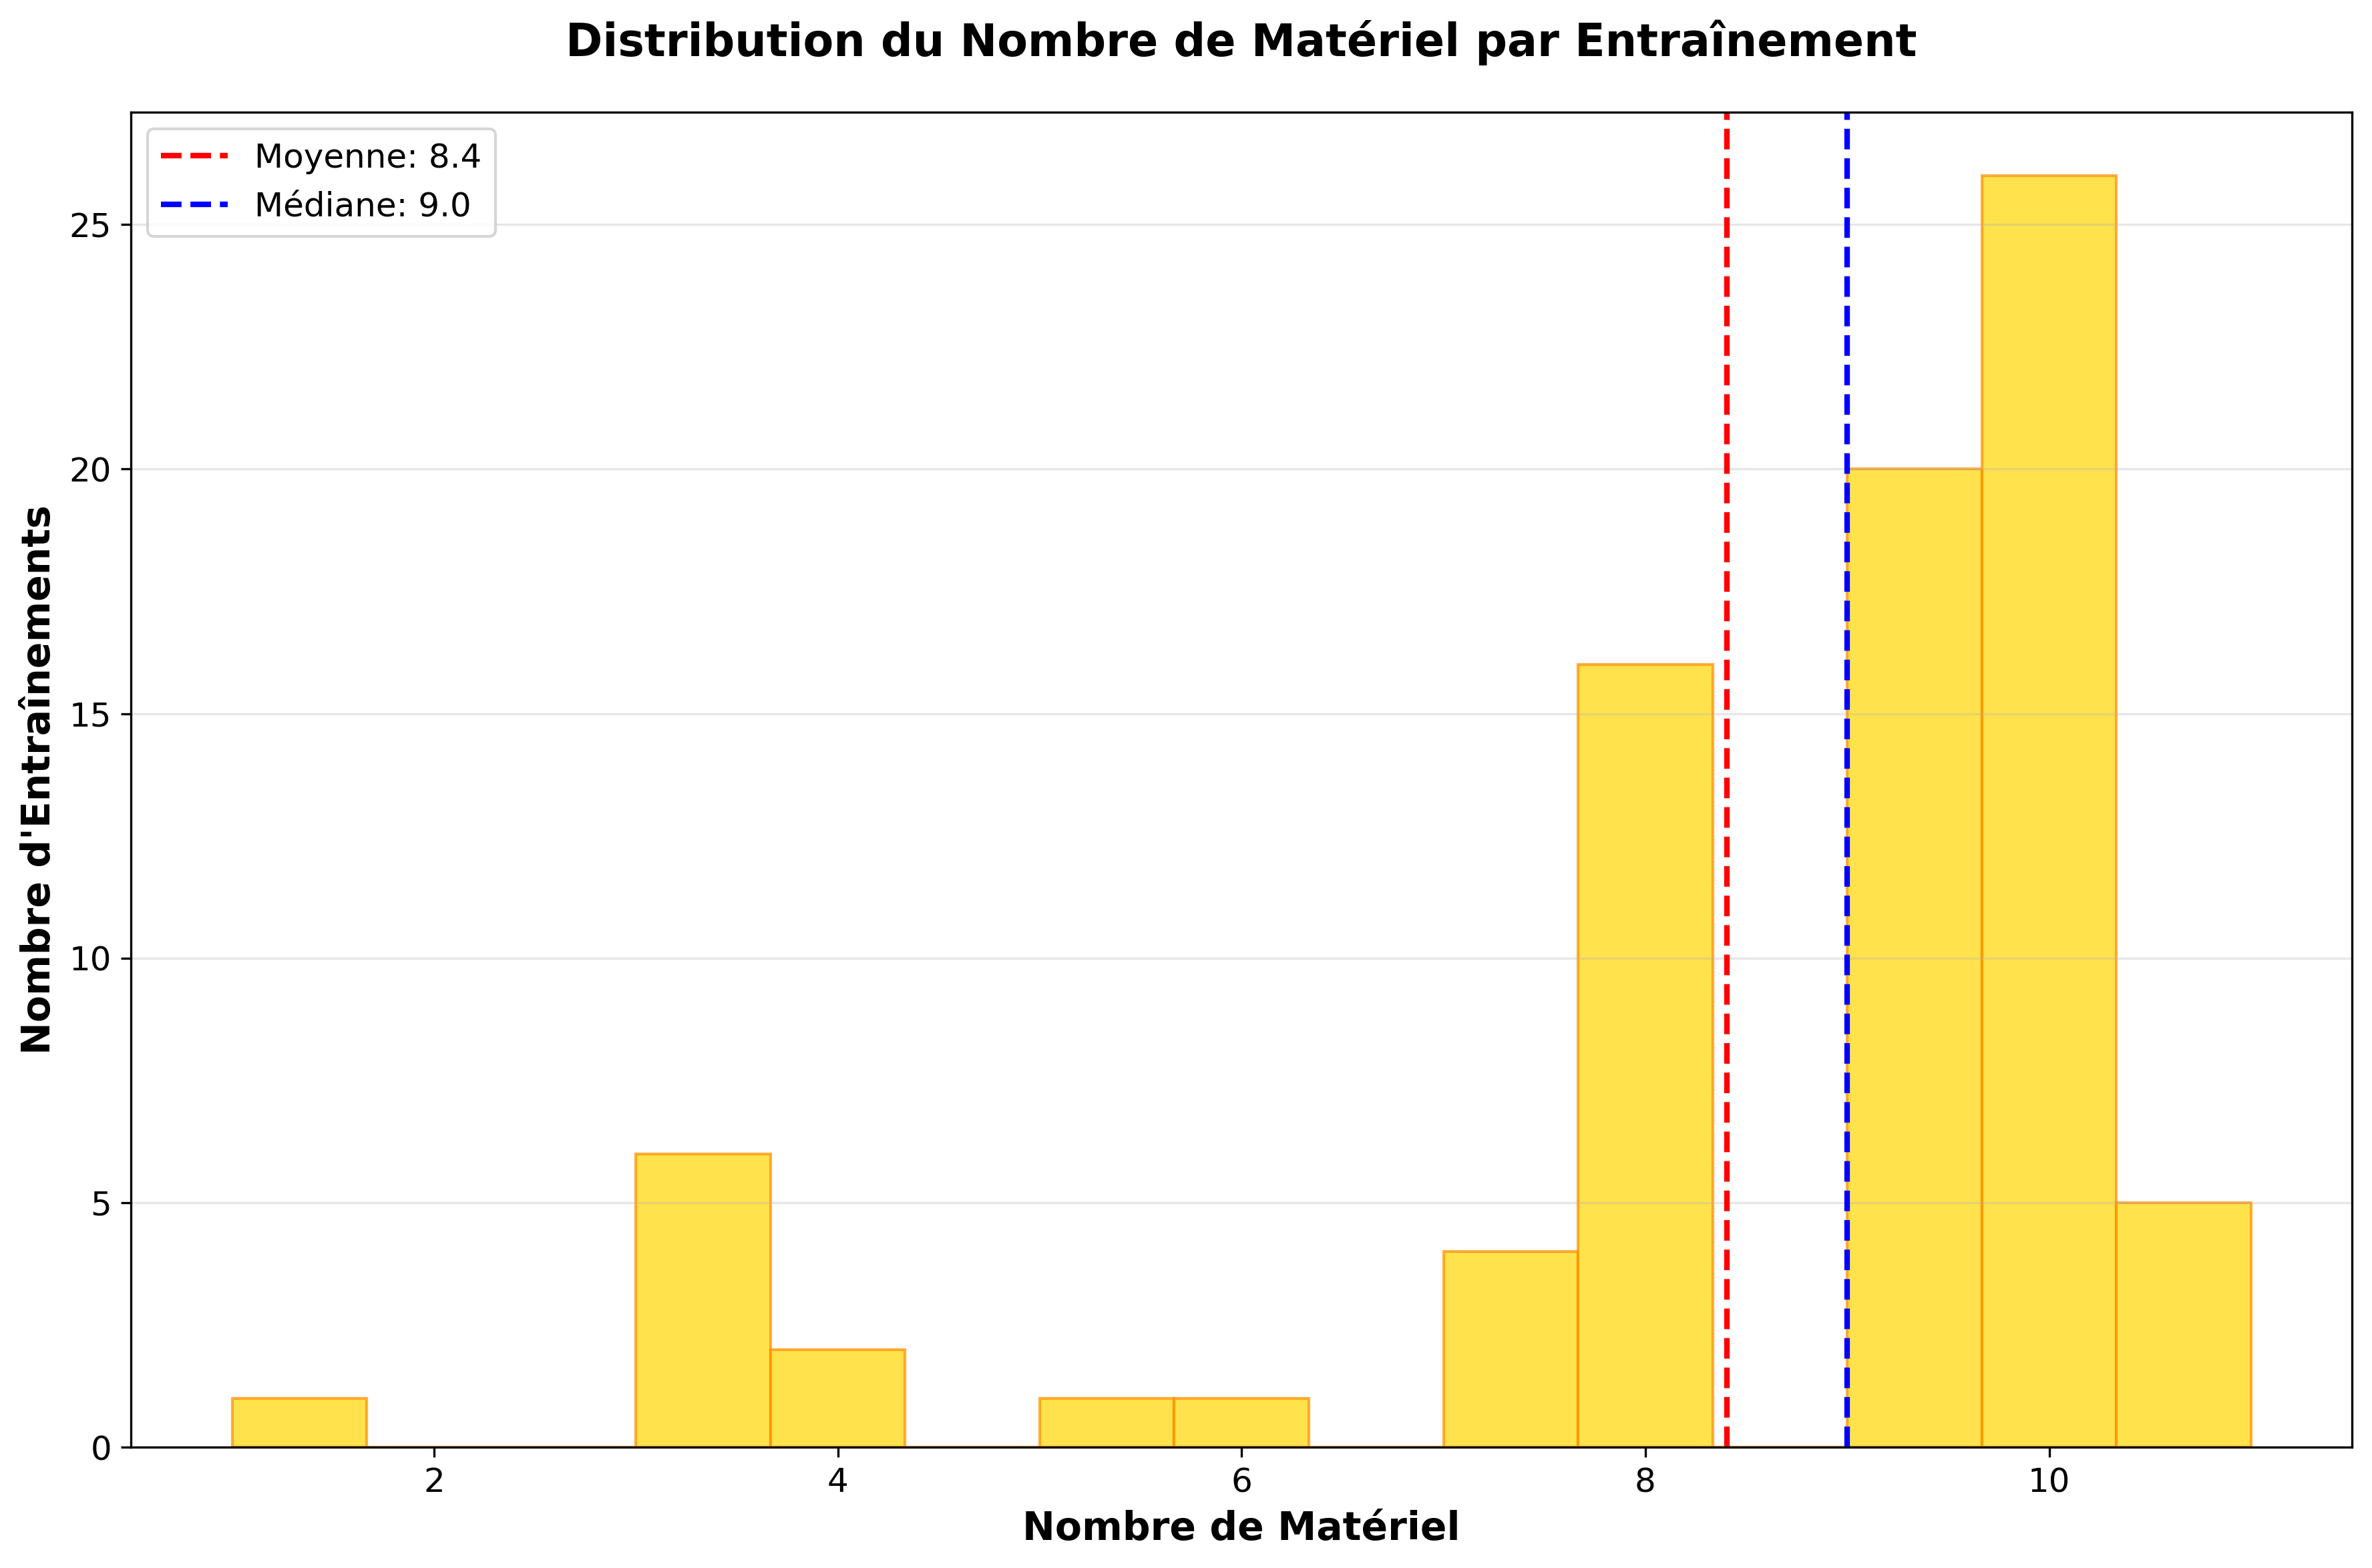 Distribution du Nombre de Matériel par Entraînement
Moyenne: 8.4
Médiane: 9.0
25
20
15
10
5
0
Nombre d'Entraînements
2
4
6
8
10
Nombre de Matériel